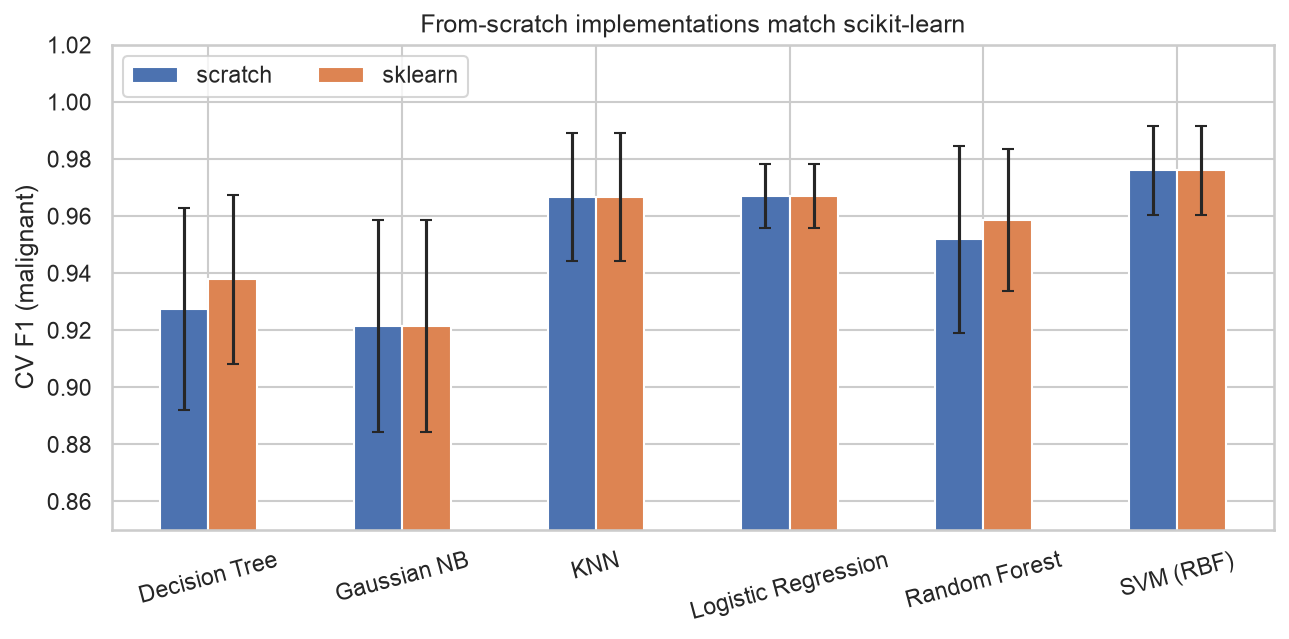 From-scratch implementations match scikit-learn
scratch
sklearn
CV F1 (malignant)
1.02
1.00
0.98
0.96
0.94
0.92
0.90
0.88
0.86
Decision Tree
Gaussian NB
KNN
Logistic Regression
Random Forest
SVM (RBF)